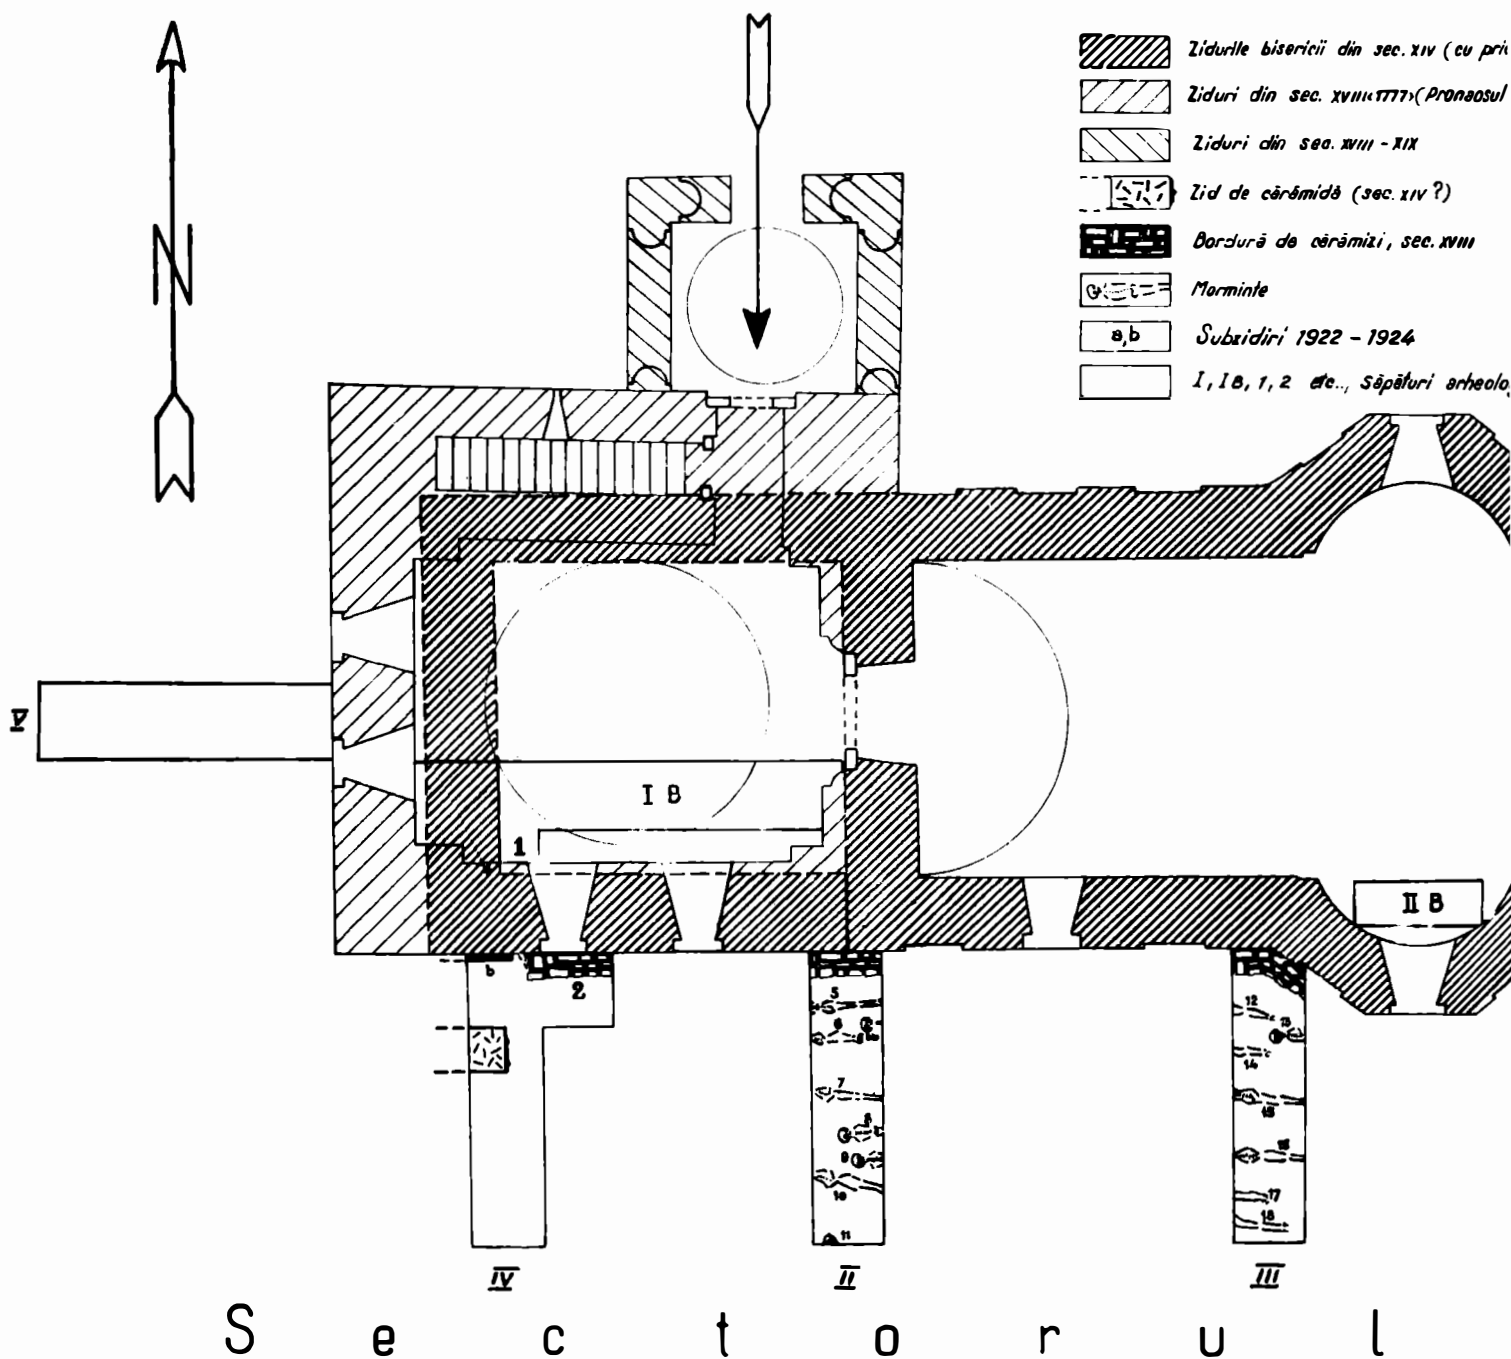 N
Zidurile bisericii din sec. XIV (cu
Ziduri din sec. XVIII (1777) (Pronaosul
Ziduri din sec. XVIII - XIX
Zid de cărămidă (sec. XIV ?)
Bordură de cărămizi, sec. XVIII
Morminte
a,b Subzidiri 1922 - 1924
I, IB, 1, 2 etc.., săpături
V
I B
1
II B
b
2
5
6
7
8
9
10
11
12
13
14
15
16
17
18
IV
II
III
Sectorul